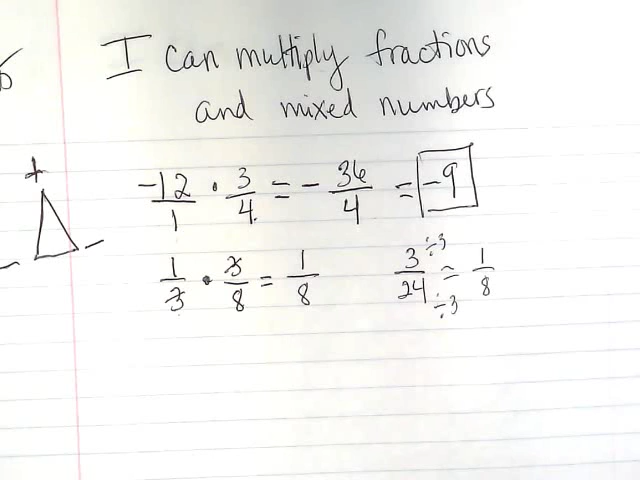 I can multiply fractions
and mixed numbers
+
-12/1 · 3/4 = - 36/4 = -9
– –
1/3 · 3/8 = 1/8
3/24 ÷3 ÷3 = 1/8